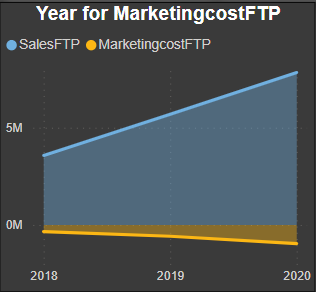 Year for MarketingcostFTP
SalesFTP MarketingcostFTP
5M
0M
2018 2019 2020